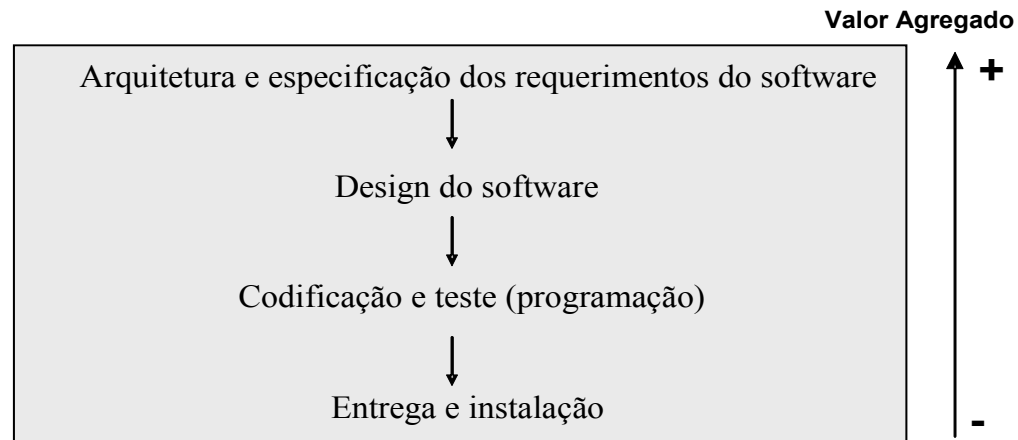 Valor Agregado
Arquitetura e especificação dos requerimentos do software
+
Design do software
Codificação e teste (programação)
Entrega e instalação
-